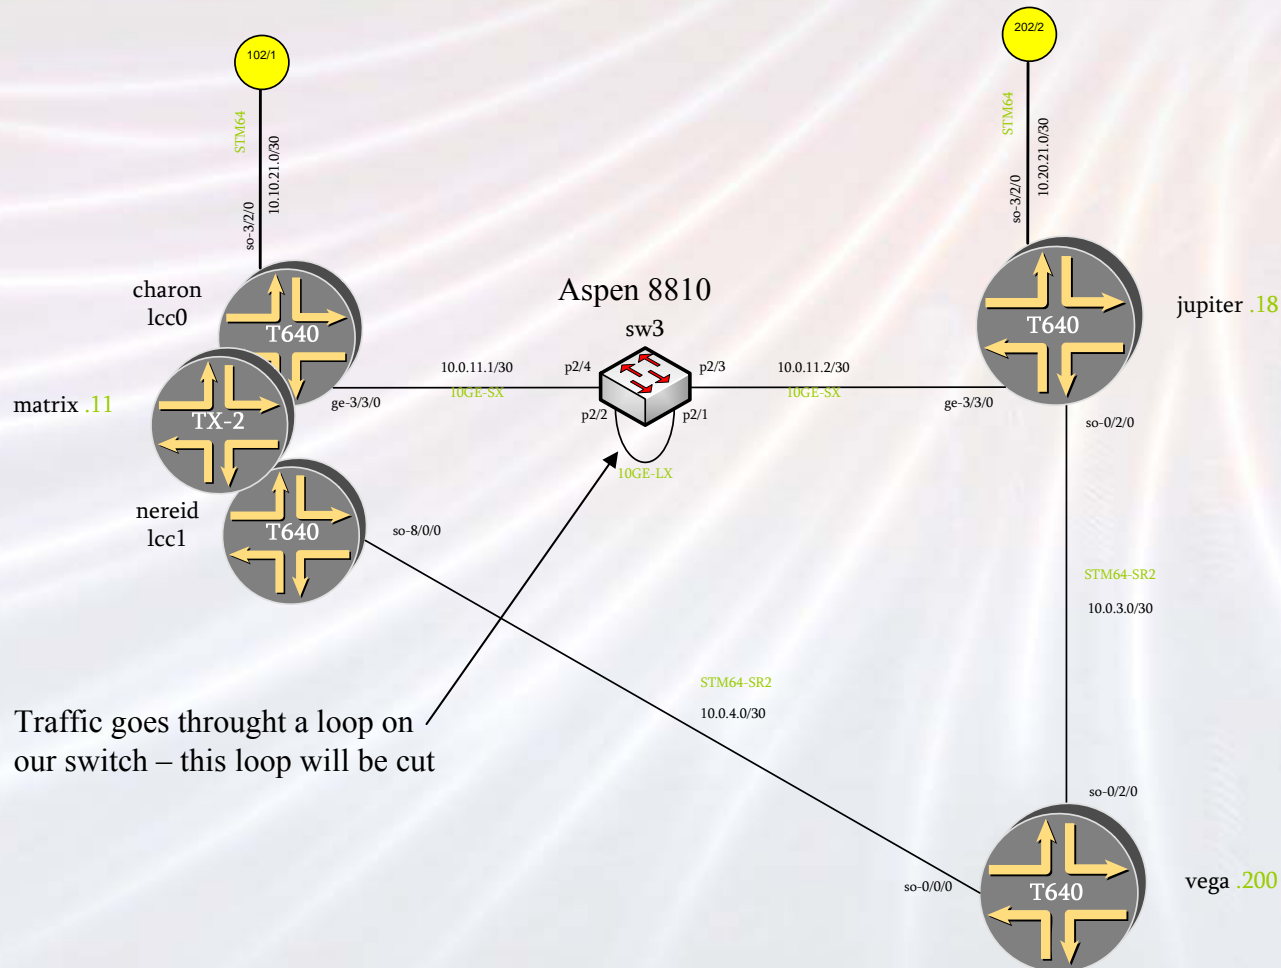 102/1
202/2
STM64
10.10.21.0/30
so-3/2/0
STM64
10.20.21.0/30
so-3/2/0
charon
lcc0
T640
Aspen 8810
sw3
T640
jupiter .18
10.0.11.1/30
p2/4
p2/3
10.0.11.2/30
10GE-SX
10GE-SX
ge-3/3/0
ge-3/3/0
matrix .11
TX-2
p2/2
p2/1
so-0/2/0
10GE-LX
nereid
lcc1
T640
so-8/0/0
STM64-SR2
10.0.3.0/30
STM64-SR2
10.0.4.0/30
Traffic goes throught a loop on
our switch – this loop will be cut
so-0/2/0
so-0/0/0
T640
vega .200